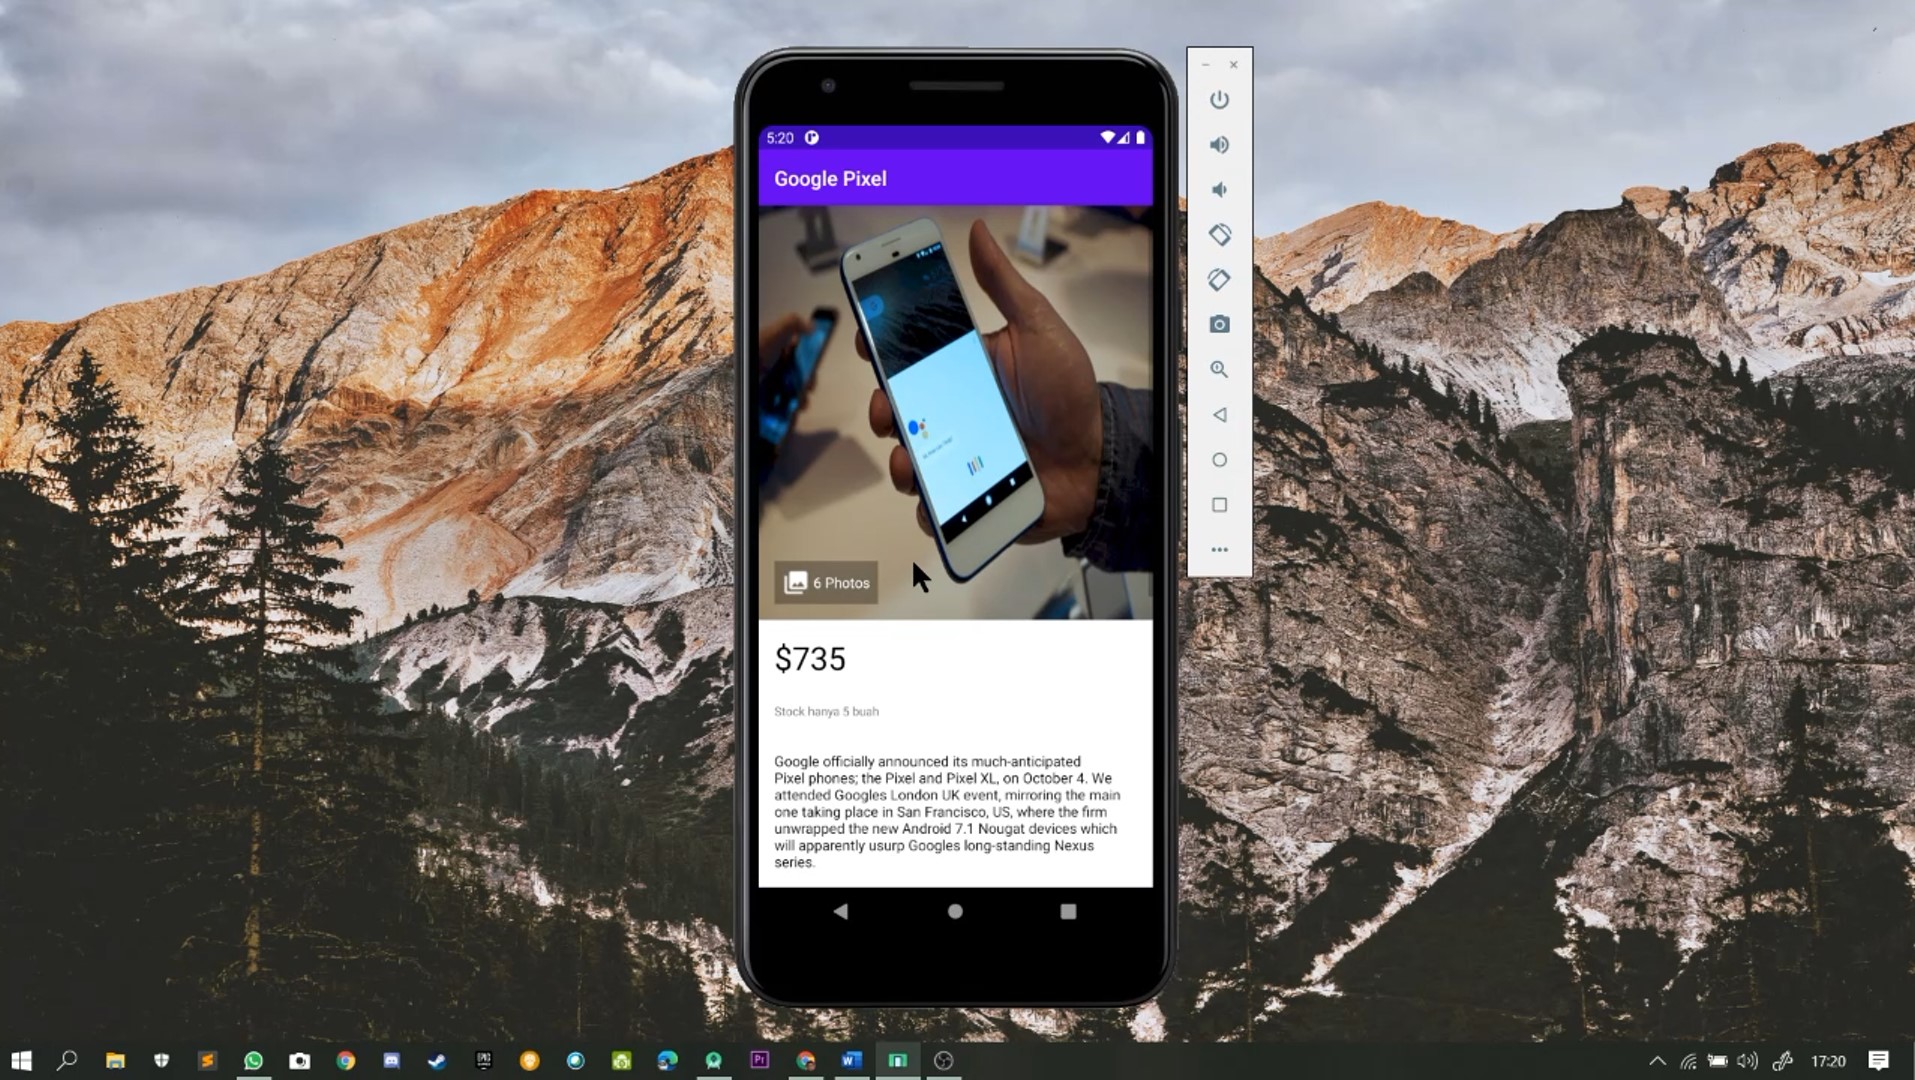 5:20
Google Pixel
6 Photos
$735
Stock hanya 5 buah
Google officially announced its much-anticipated
Pixel phones; the Pixel and Pixel XL, on October 4. We
attended Googles London UK event, mirroring the main
one taking place in San Francisco, US, where the firm
unwrapped the new Android 7.1 Nougat devices which
will apparently usurp Googles long-standing Nexus
series.
EPIC
Pr
W
17:20